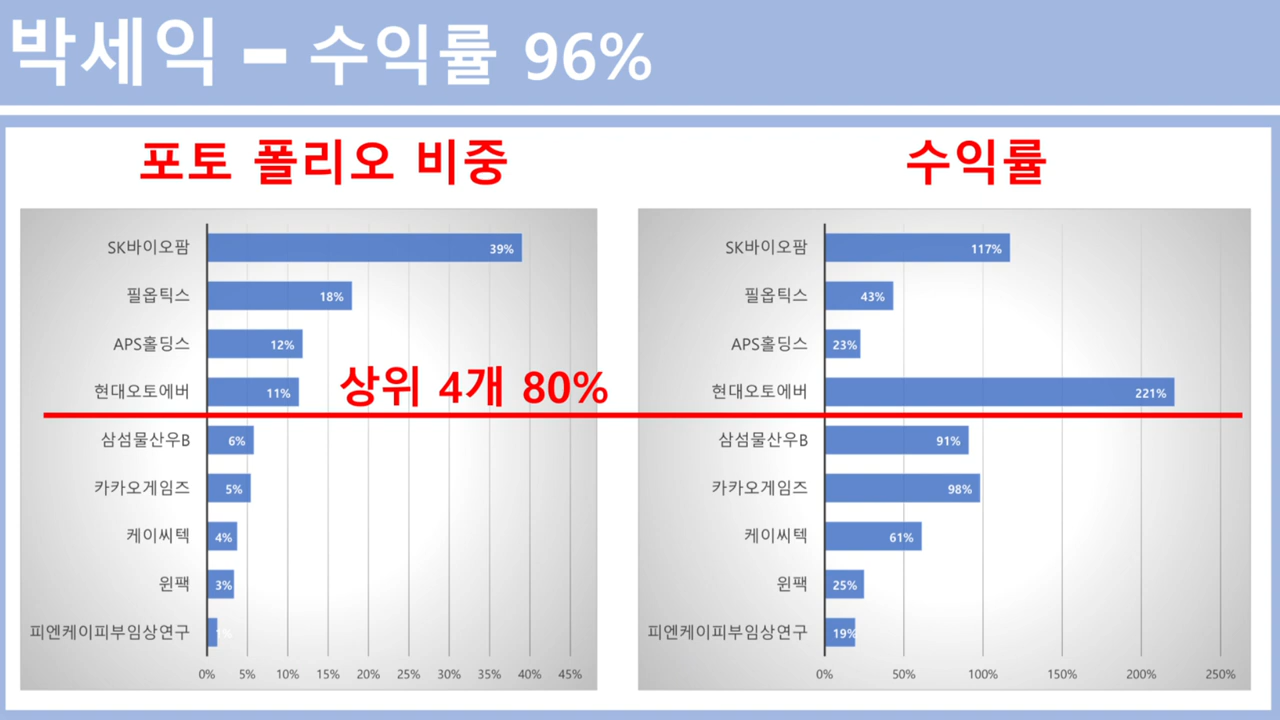 박세익 – 수익률 96%
포토 폴리오 비중
SK바이오팜 39%
필옵틱스 18%
APS홀딩스 12%
현대오토에버 11%
상위 4개 80%
삼섬물산우B 6%
카카오게임즈 5%
케이씨텍 4%
윈팩 3%
피엔케이피부임상연구 1%
0% 5% 10% 15% 20% 25% 30% 35% 40% 45%
수익률
SK바이오팜 117%
필옵틱스 43%
APS홀딩스 23%
현대오토에버 221%
삼섬물산우B 91%
카카오게임즈 98%
케이씨텍 61%
윈팩 25%
피엔케이피부임상연구 19%
0% 50% 100% 150% 200% 250%